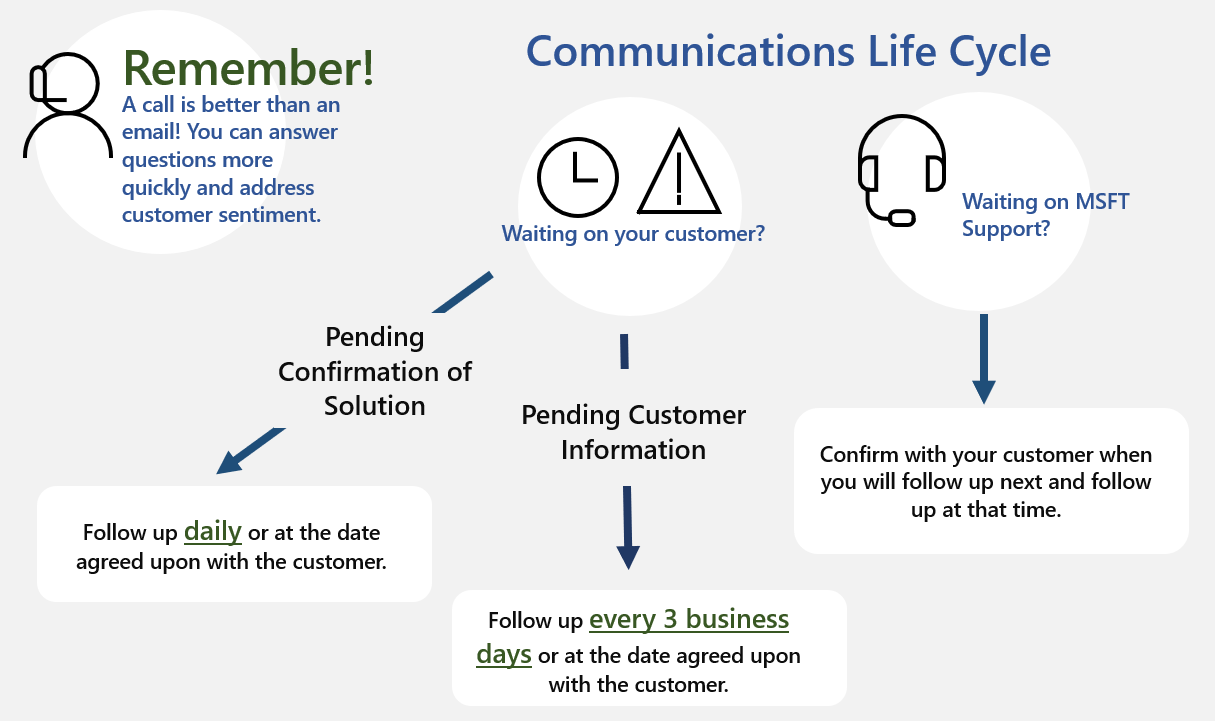 Remember!
A call is better than an
email! You can answer
questions more
quickly and address
customer sentiment.
Communications Life Cycle
Waiting on your customer?
Waiting on MSFT
Support?
Pending
Confirmation of
Solution
Pending Customer
Information
Follow up daily or at the date
agreed upon with the customer.
Follow up every 3 business
days or at the date agreed upon
with the customer.
Confirm with your customer when
you will follow up next and follow
up at that time.